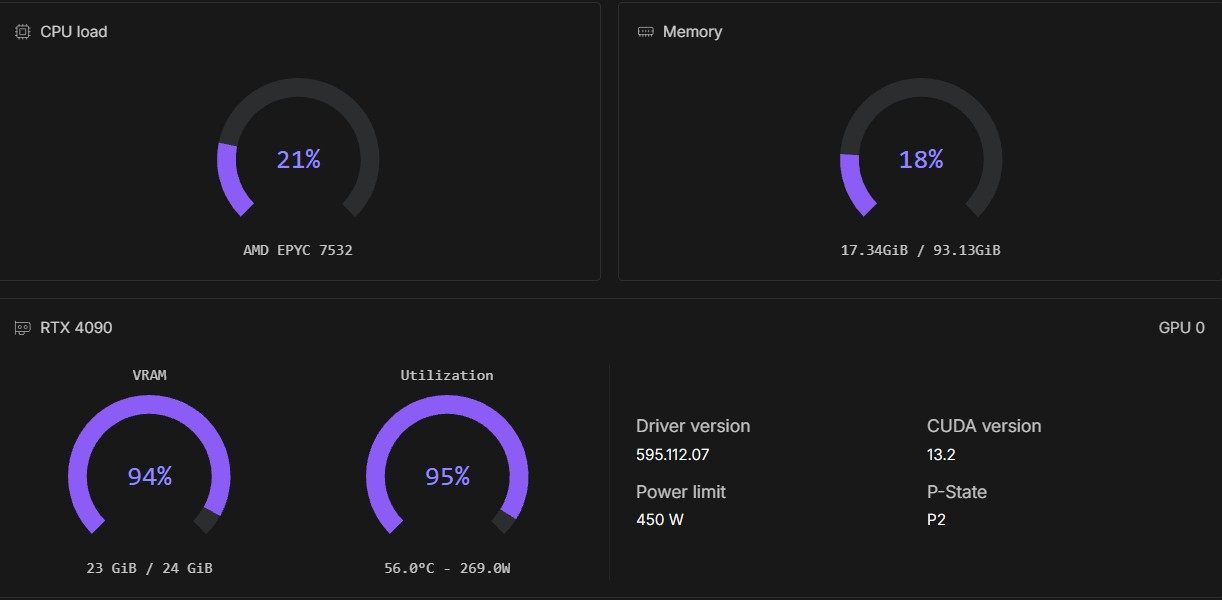 CPU load
21%
AMD EPYC 7532
Memory
18%
17.34GiB / 93.13GiB
RTX 4090
GPU 0
VRAM
94%
23 GiB / 24 GiB
Utilization
95%
56.0°C - 269.0W
Driver version
595.112.07
CUDA version
13.2
Power limit
450 W
P-State
P2